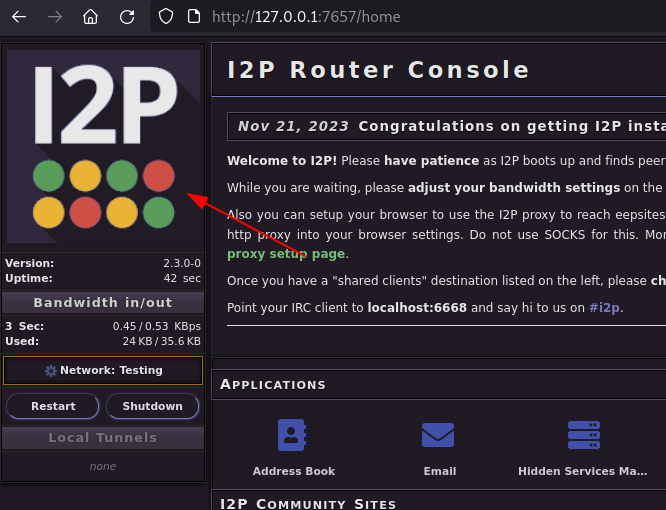 http://127.0.0.1:7657/home
I2P
Version: 2.3.0-0
Uptime: 42 sec
Bandwidth in/out
3 Sec: 0.45 / 0.53 KBps
Used: 24 KB / 35.6 KB
Network: Testing
Restart Shutdown
Local Tunnels
none
I2P Router Console
Nov 21, 2023 Congratulations on getting I2P insta
Welcome to I2P! Please have patience as I2P boots up and finds peer
While you are waiting, please adjust your bandwidth settings on the
Also you can setup your browser to use the I2P proxy to reach eepsites
http proxy into your browser settings. Do not use SOCKS for this. Mor
proxy setup page.
Once you have a "shared clients" destination listed on the left, please ch
Point your IRC client to localhost:6668 and say hi to us on #i2p.
Applications
Address Book Email Hidden Services Ma...
I2P Community Sites